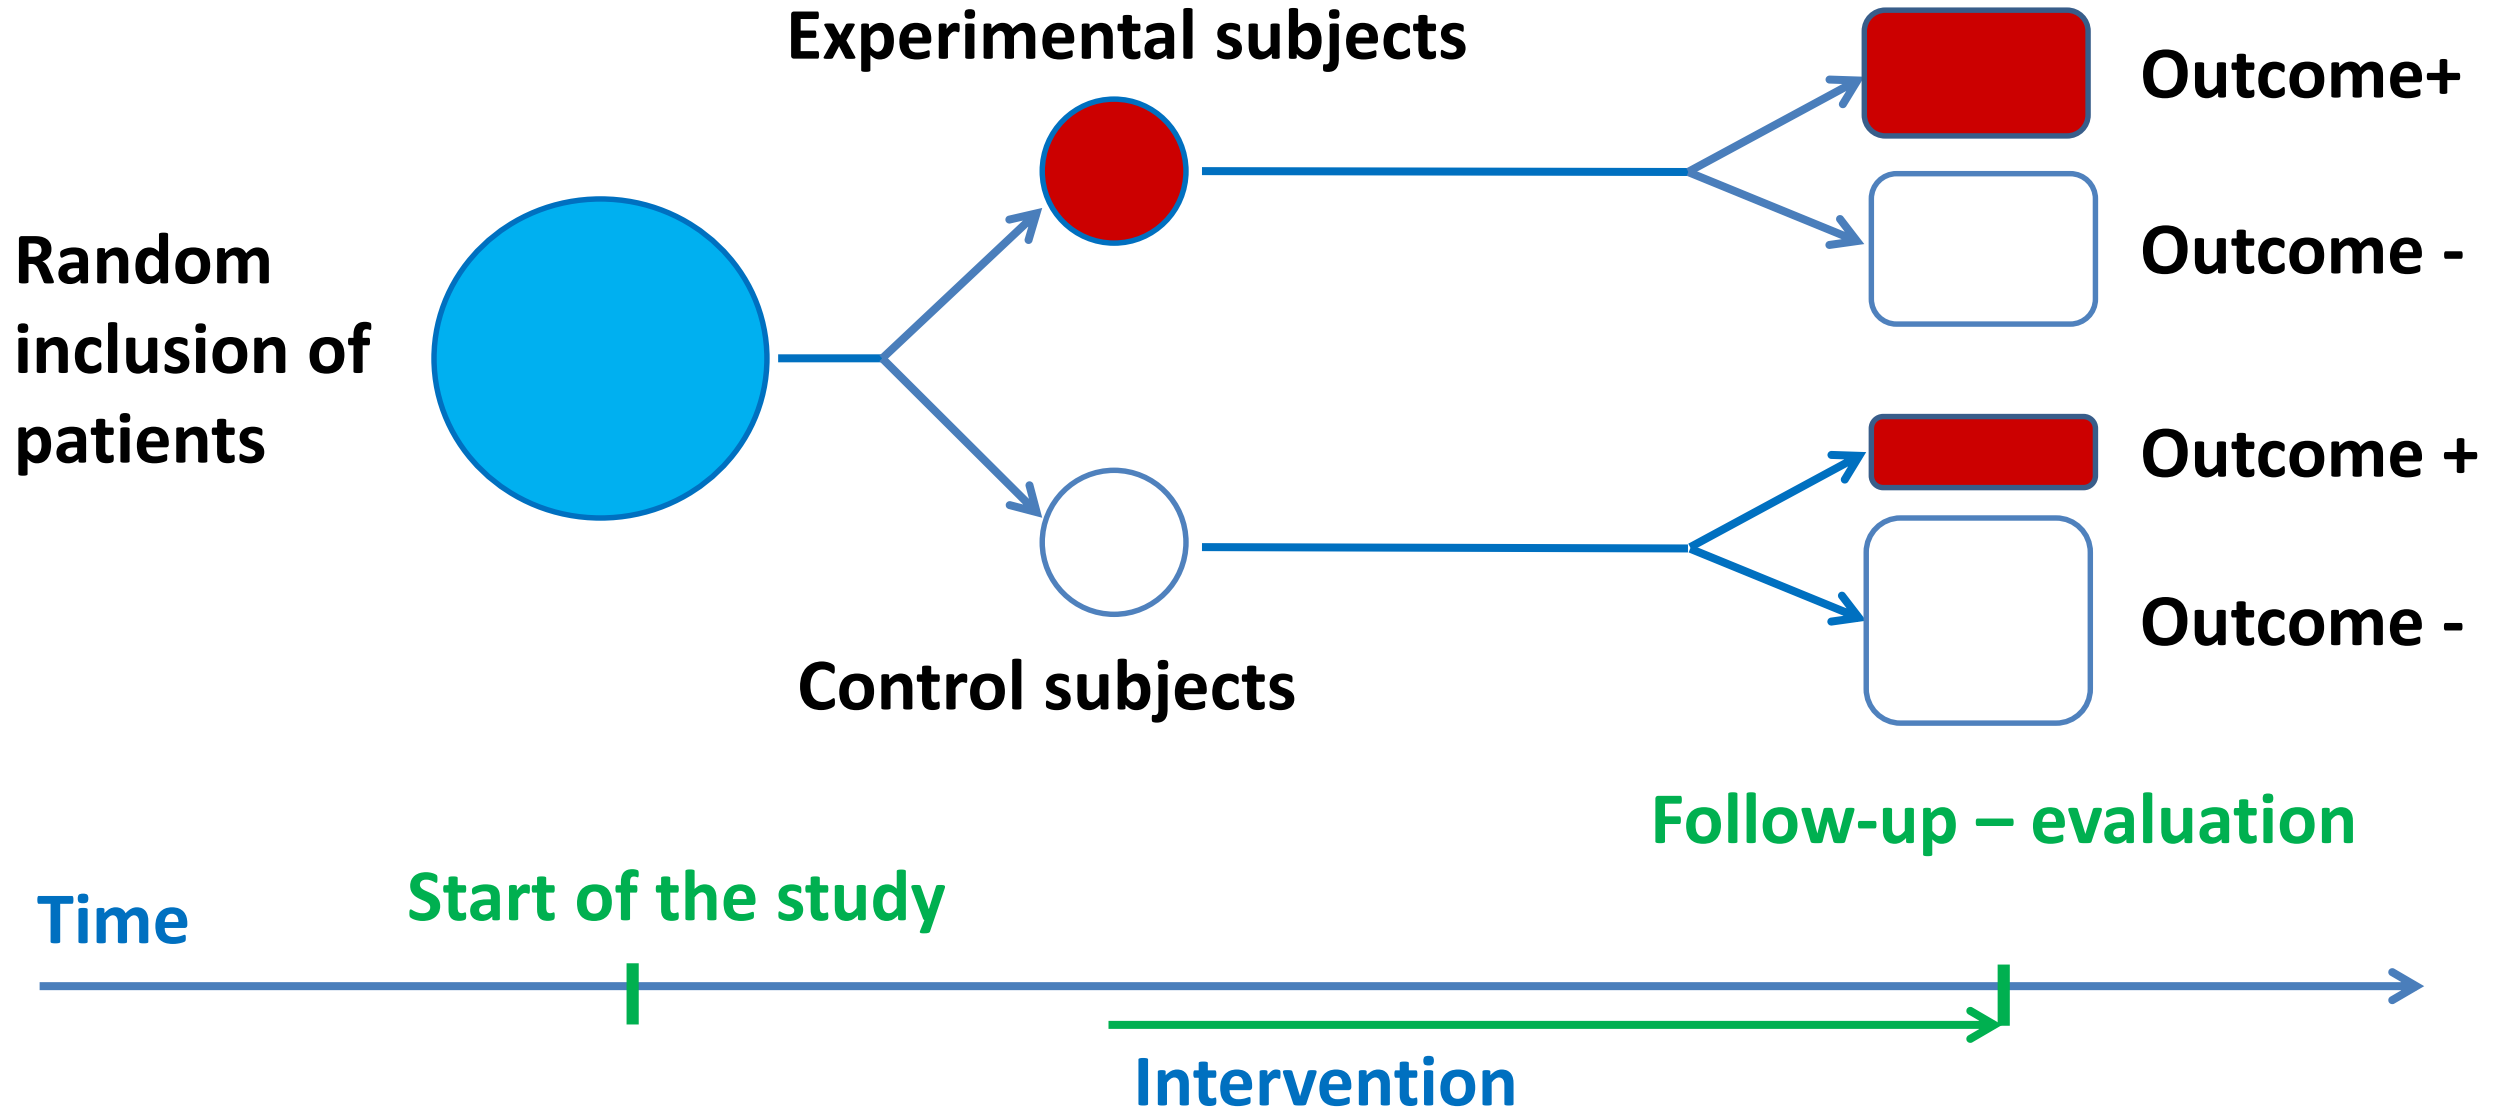 Experimental subjects
Outcome+
Outcome -
Random
inclusion of
patients
Outcome +
Outcome -
Control subjects
Follow-up – evaluation
Start of the study
Time
Intervention